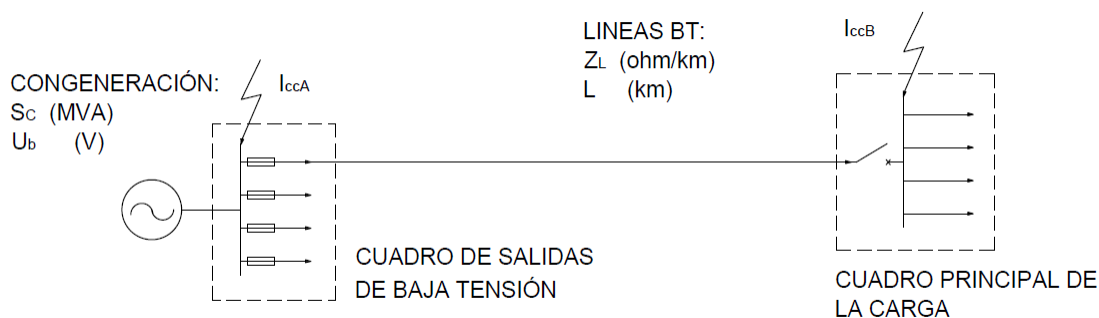 CONGENERACIÓN:
Sc (MVA)
Ub (V)
IccA
LINEAS BT:
ZL (ohm/km)
L (km)
IccB
CUADRO DE SALIDAS
DE BAJA TENSIÓN
CUADRO PRINCIPAL DE
LA CARGA